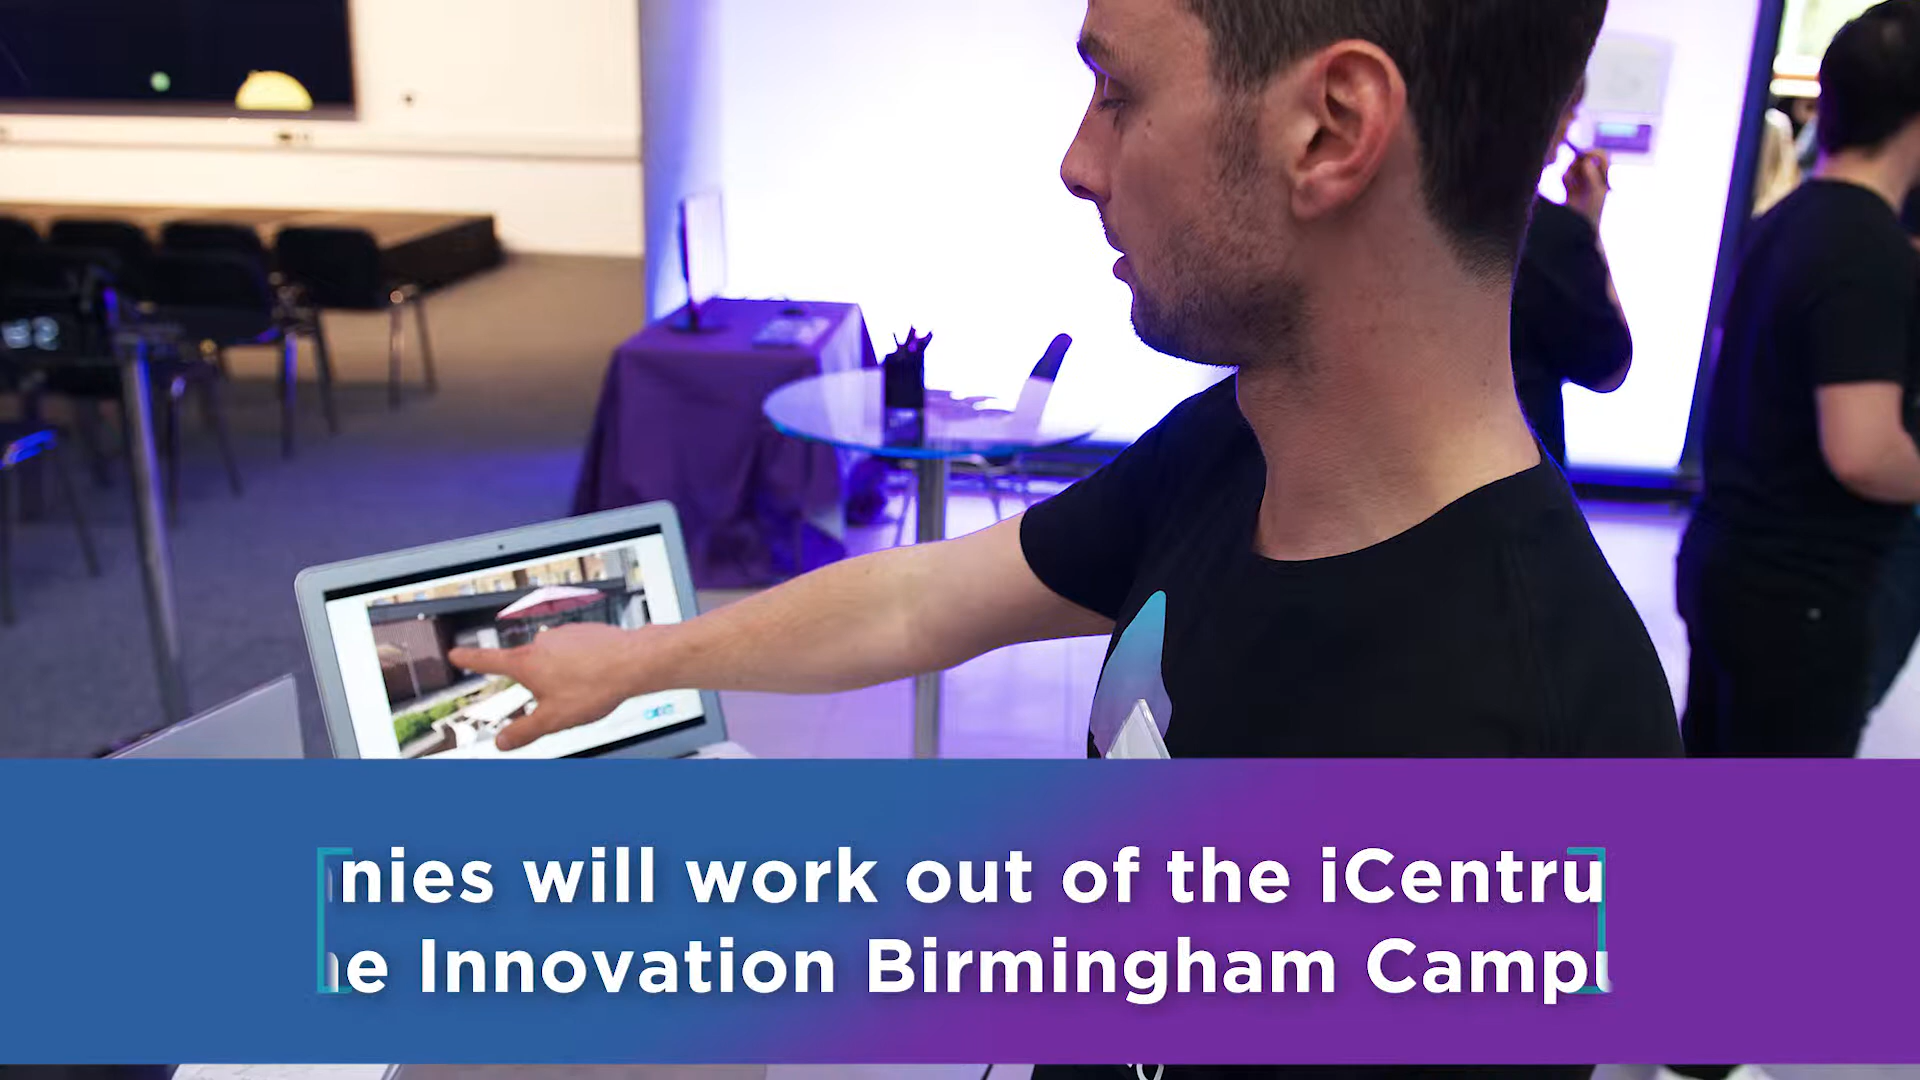 nies will work out of the iCentru
e Innovation Birmingham Camp